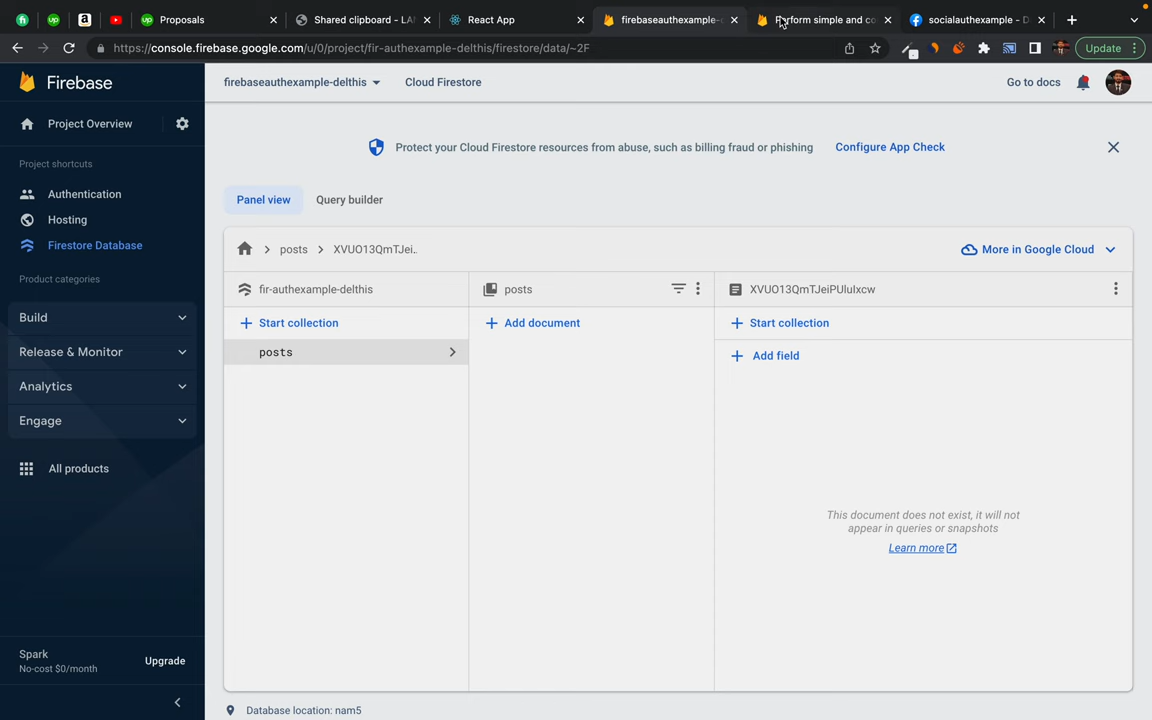 Proposals
Shared clipboard - LA
React App
firebaseauthexample-
Perform simple and co
socialauthexample - D
https://console.firebase.google.com/u/0/project/fir-authexample-delthis/firestore/data/~2F
Update
Firebase
firebaseauthexample-delthis
Cloud Firestore
Go to docs
Project Overview
Protect your Cloud Firestore resources from abuse, such as billing fraud or phishing
Configure App Check
Project shortcuts
Authentication
Hosting
Firestore Database
Product categories
Build
Release & Monitor
Analytics
Engage
All products
Panel view
Query builder
posts
XVUO13QmTJei..
More in Google Cloud
fir-authexample-delthis
posts
XVUO13QmTJeiPUluIxcw
Start collection
Add document
Start collection
posts
Add field
This document does not exist, it will not
appear in queries or snapshots
Learn more
Spark
No-cost $0/month
Upgrade
Database location: nam5